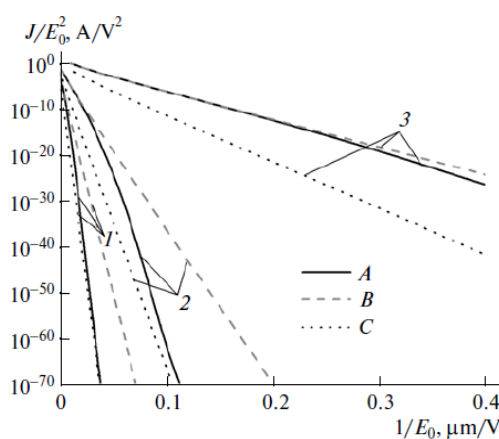 J/E₀², A/V²
10⁰
10⁻¹⁰
10⁻²⁰
10⁻³⁰
10⁻⁴⁰
10⁻⁵⁰
10⁻⁶⁰
10⁻⁷⁰
3
1
2
A
B
C
0 0.1 0.2 0.3 0.4
1/E₀, μm/V